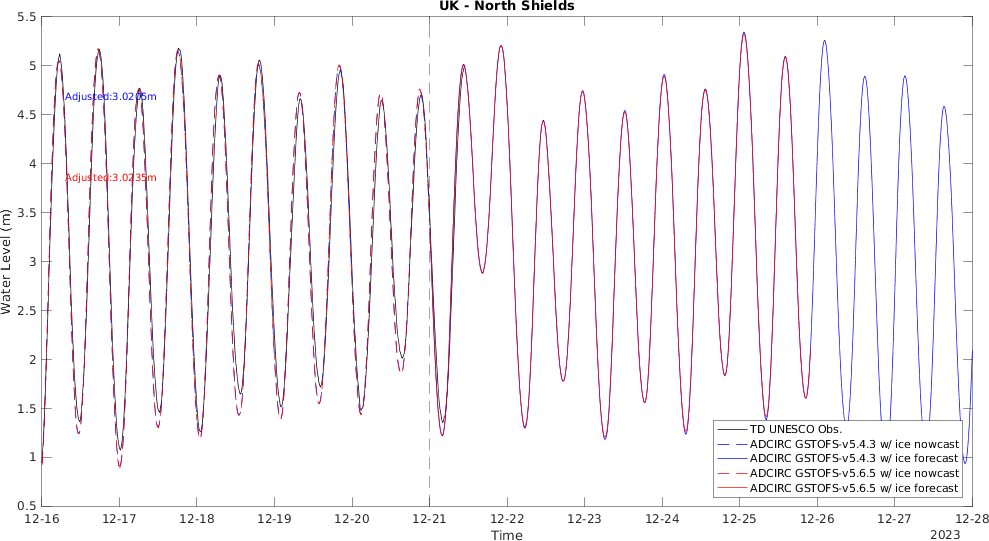 UK - North Shields
5.5
5
4.5
4
3.5
3
2.5
2
1.5
1
0.5
Water Level (m)
Adjusted:3.0205m
Adjusted:3.0235m
TD UNESCO Obs.
ADCIRC GSTOFS-v5.4.3 w/ ice nowcast
ADCIRC GSTOFS-v5.4.3 w/ ice forecast
ADCIRC GSTOFS-v5.6.5 w/ ice nowcast
ADCIRC GSTOFS-v5.6.5 w/ ice forecast
12-16 12-17 12-18 12-19 12-20 12-21 12-22 12-23 12-24 12-25 12-26 12-27 12-28
Time
2023